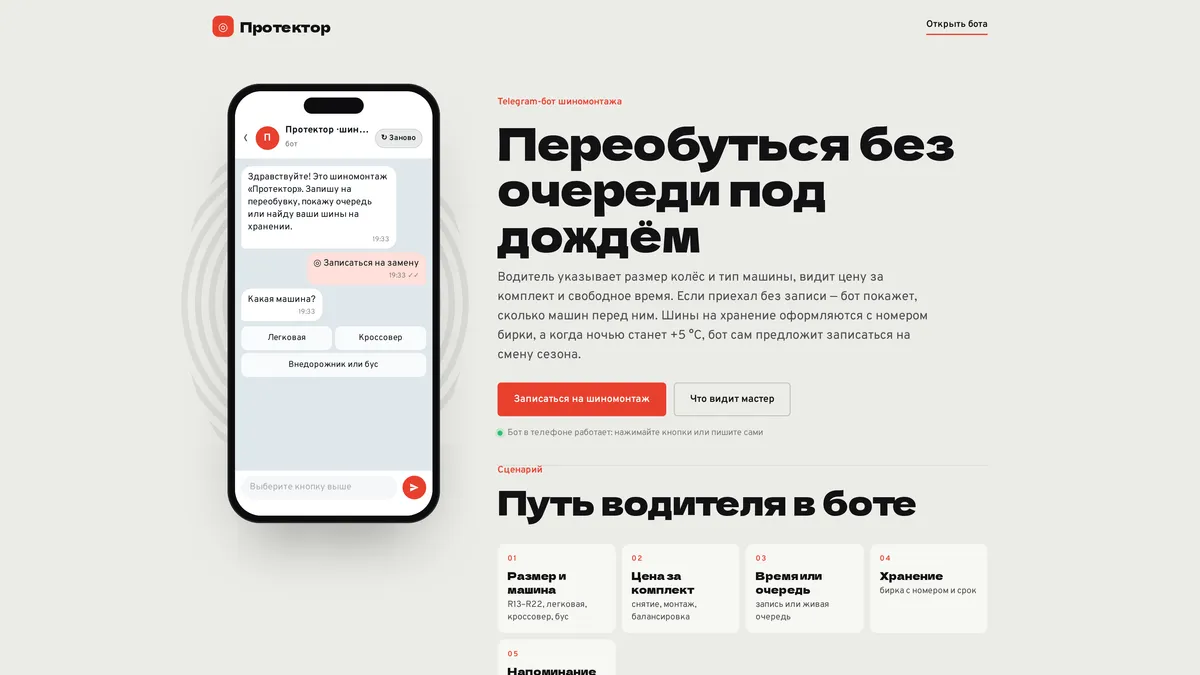 Протектор
Открыть бота
П
Протектор ·шин...
бот
↻ Заново
Здравствуйте! Это шиномонтаж
«Протектор». Запишу на
переобувку, покажу очередь
или найду ваши шины на
хранении.
19:33
◎ Записаться на замену
19:33 ✓✓
Какая машина?
19:33
Легковая
Кроссовер
Внедорожник или бус
Выберите кнопку выше
Telegram-бот шиномонтажа
Переобуться без
очереди под
дождём
Водитель указывает размер колёс и тип машины, видит цену за
комплект и свободное время. Если приехал без записи — бот покажет,
сколько машин перед ним. Шины на хранение оформляются с номером
бирки, а когда ночью станет +5 °C, бот сам предложит записаться на
смену сезона.
Записаться на шиномонтаж
Что видит мастер
Бот в телефоне работает: нажимайте кнопки или пишите сами
Сценарий
Путь водителя в боте
01
Размер и
машина
R13–R22, легковая,
кроссовер, бус
02
Цена за
комплект
снятие, монтаж,
балансировка
03
Время или
очередь
запись или живая
очередь
04
Хранение
бирка с номером и срок
05
Напоминание